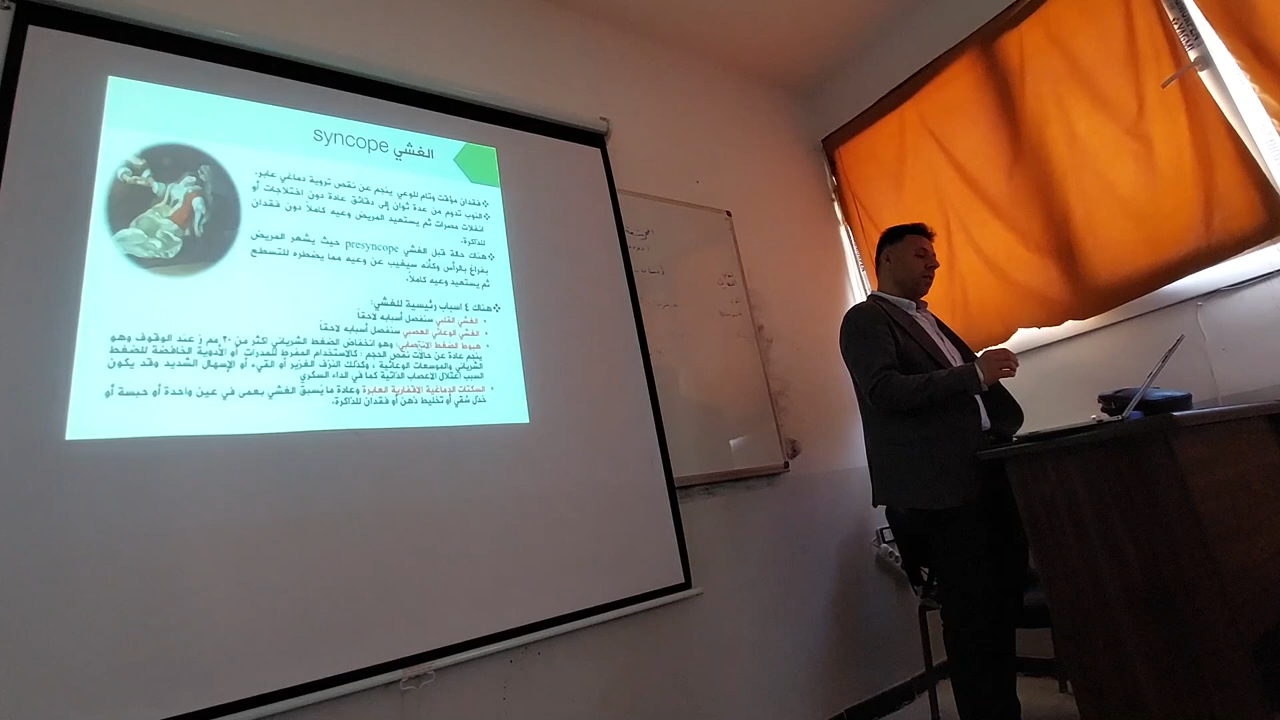 الغشي syncope
❖فقدان مؤقت وتام للوعي ينجم عن نقص تروية دماغي عابر.
❖النوب تدوم من عدة ثوان إلى دقائق عادة دون اختلاجات أو
انفلات مصرات ثم يستعيد المريض وعيه كاملاً دون فقدان
للذاكرة.
❖هناك حالة قبل الغشي presyncope حيث يشعر المريض
بفراغ بالرأس وكأنه سيغيب عن وعيه مما يضطره للتسطح
ثم يستعيد وعيه كاملاً.
❖هناك ٤ أسباب رئيسية للغشي:
• الغشي القلبي سنفصل أسبابه لاحقاً
• الغشي الوعائي العصبي سنفصل أسبابه لاحقاً
• هبوط الضغط الانتصابي: وهو انخفاض الضغط الشرياني أكثر من ٢٠ مم ز عند الوقوف وهو
ينجم عادة عن حالات نقص الحجم : كالاستخدام المفرط للمدرات أو الأدوية الخافضة للضغط
الشرياني والموسعات الوعائية ، وكذلك النزف الغزير أو القيء أو الإسهال الشديد وقد يكون
السبب اعتلال الاعصاب الذاتية كما في الداء السكري
• السكتات الدماغية الاقفارية العابرة وعادة ما يسبق الغشي بعمى في عين واحدة أو حبسة أو
خذل شقي أو تخليط ذهن أو فقدان للذاكرة.